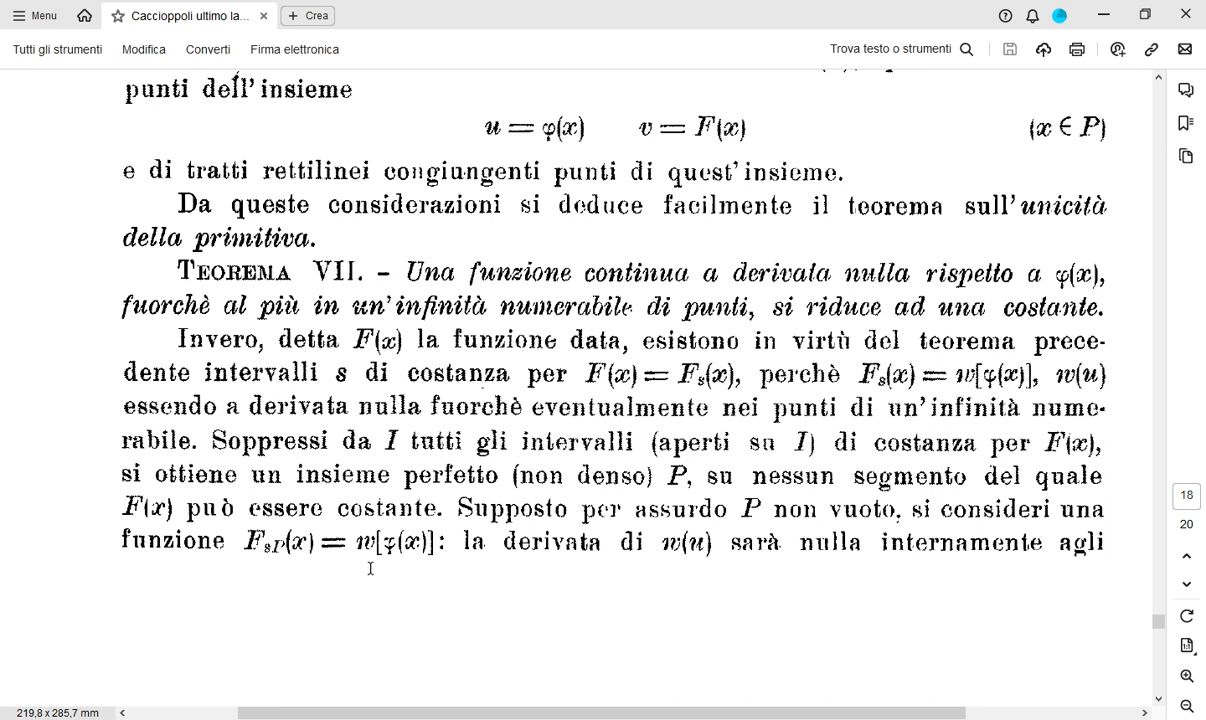 Menu
Caccioppoli ultimo la...
Crea
Tutti gli strumenti Modifica Converti Firma elettronica
Trova testo o strumenti
punti dell'insieme
u = φ(x) v = F(x) (x ∈ P)
e di tratti rettilinei congiungenti punti di quest'insieme.
Da queste considerazioni si deduce facilmente il teorema sull'unicità
della primitiva.
TEOREMA VII. - Una funzione continua a derivata nulla rispetto a φ(x),
fuorchè al più in un'infinità numerabile di punti, si riduce ad una costante.
Invero, detta F(x) la funzione data, esistono in virtù del teorema prece-
dente intervalli s di costanza per F(x) = Fₛ(x), perchè Fₛ(x) = w[φ(x)], w(u)
essendo a derivata nulla fuorchè eventualmente nei punti di un'infinità nume-
rabile. Soppressi da I tutti gli intervalli (aperti su I) di costanza per F(x),
si ottiene un insieme perfetto (non denso) P, su nessun segmento del quale
F(x) può essere costante. Supposto per assurdo P non vuoto, si consideri una
funzione F_sP(x) = w[φ(x)]: la derivata di w(u) sarà nulla internamente agli
18
20
219,8 x 285,7 mm